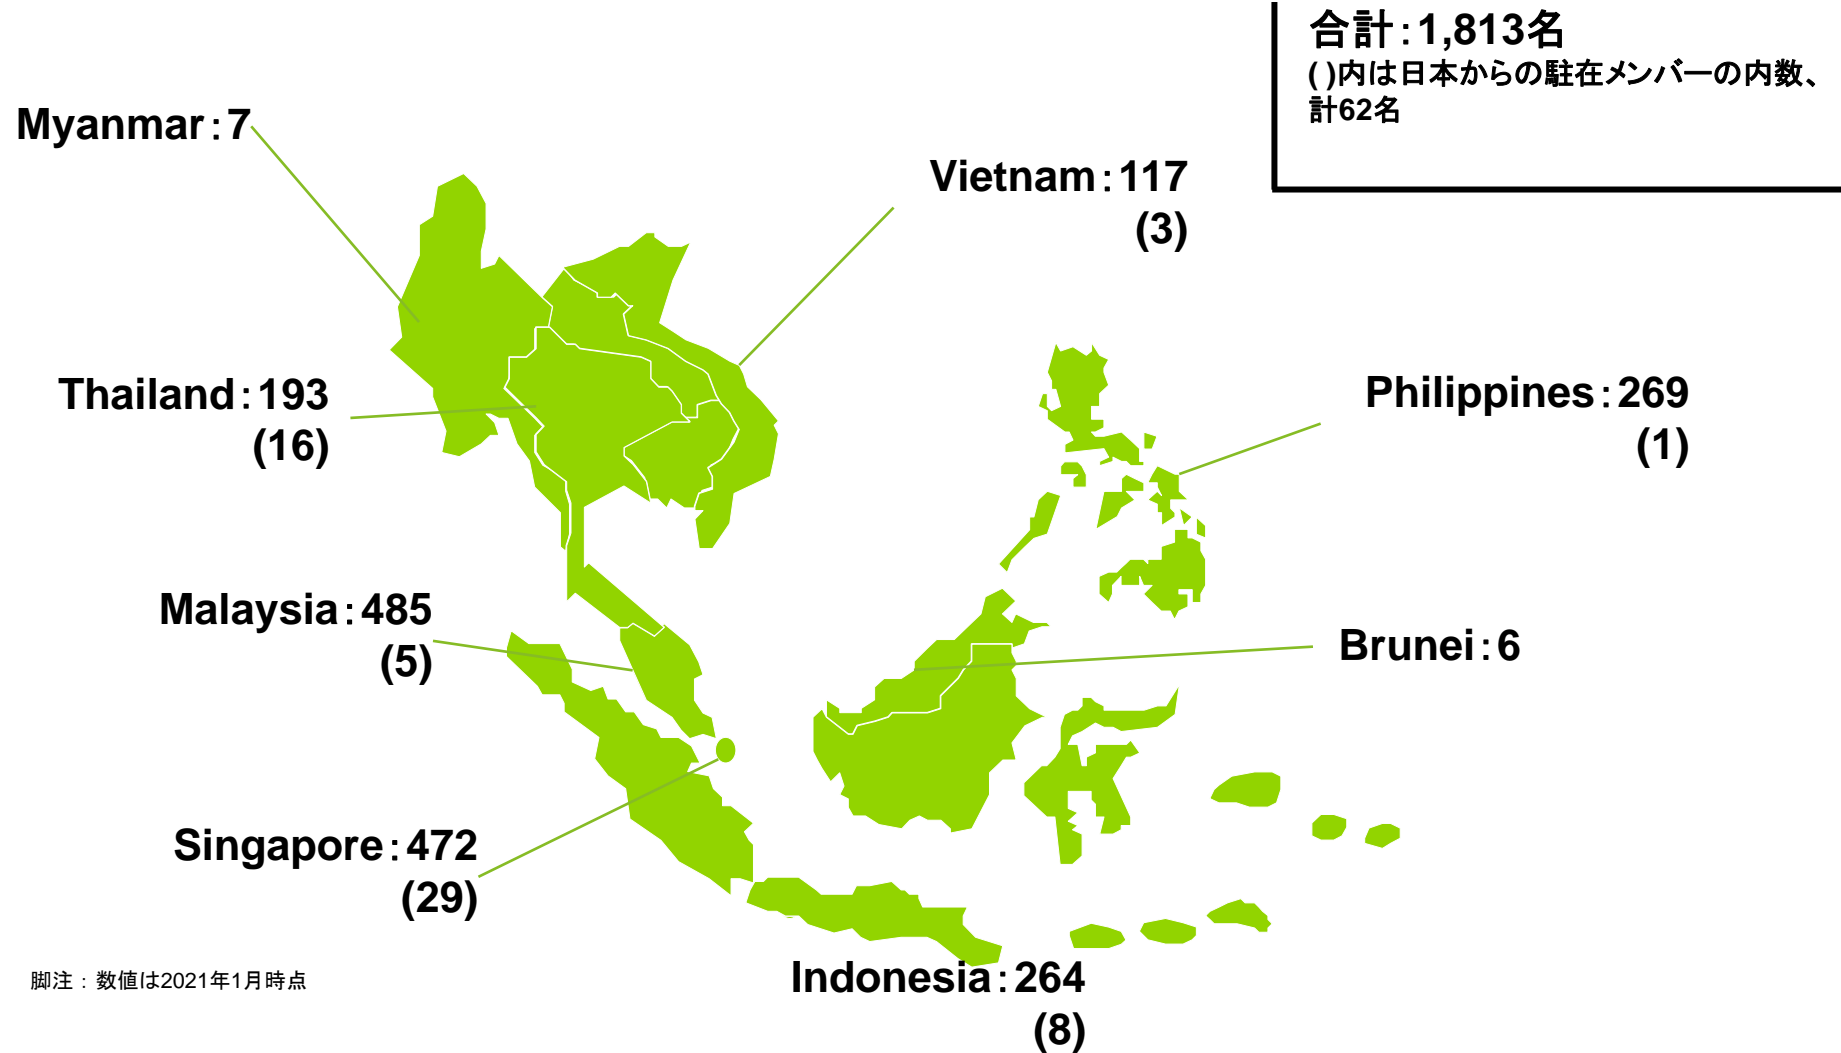 合計：1,813名
( )内は日本からの駐在メンバーの内数、
計62名
Myanmar：7
Vietnam：117
(3)
Thailand：193
(16)
Philippines：269
(1)
Malaysia：485
(5)
Brunei：6
Singapore：472
(29)
Indonesia：264
(8)
脚注：数値は2021年1月時点